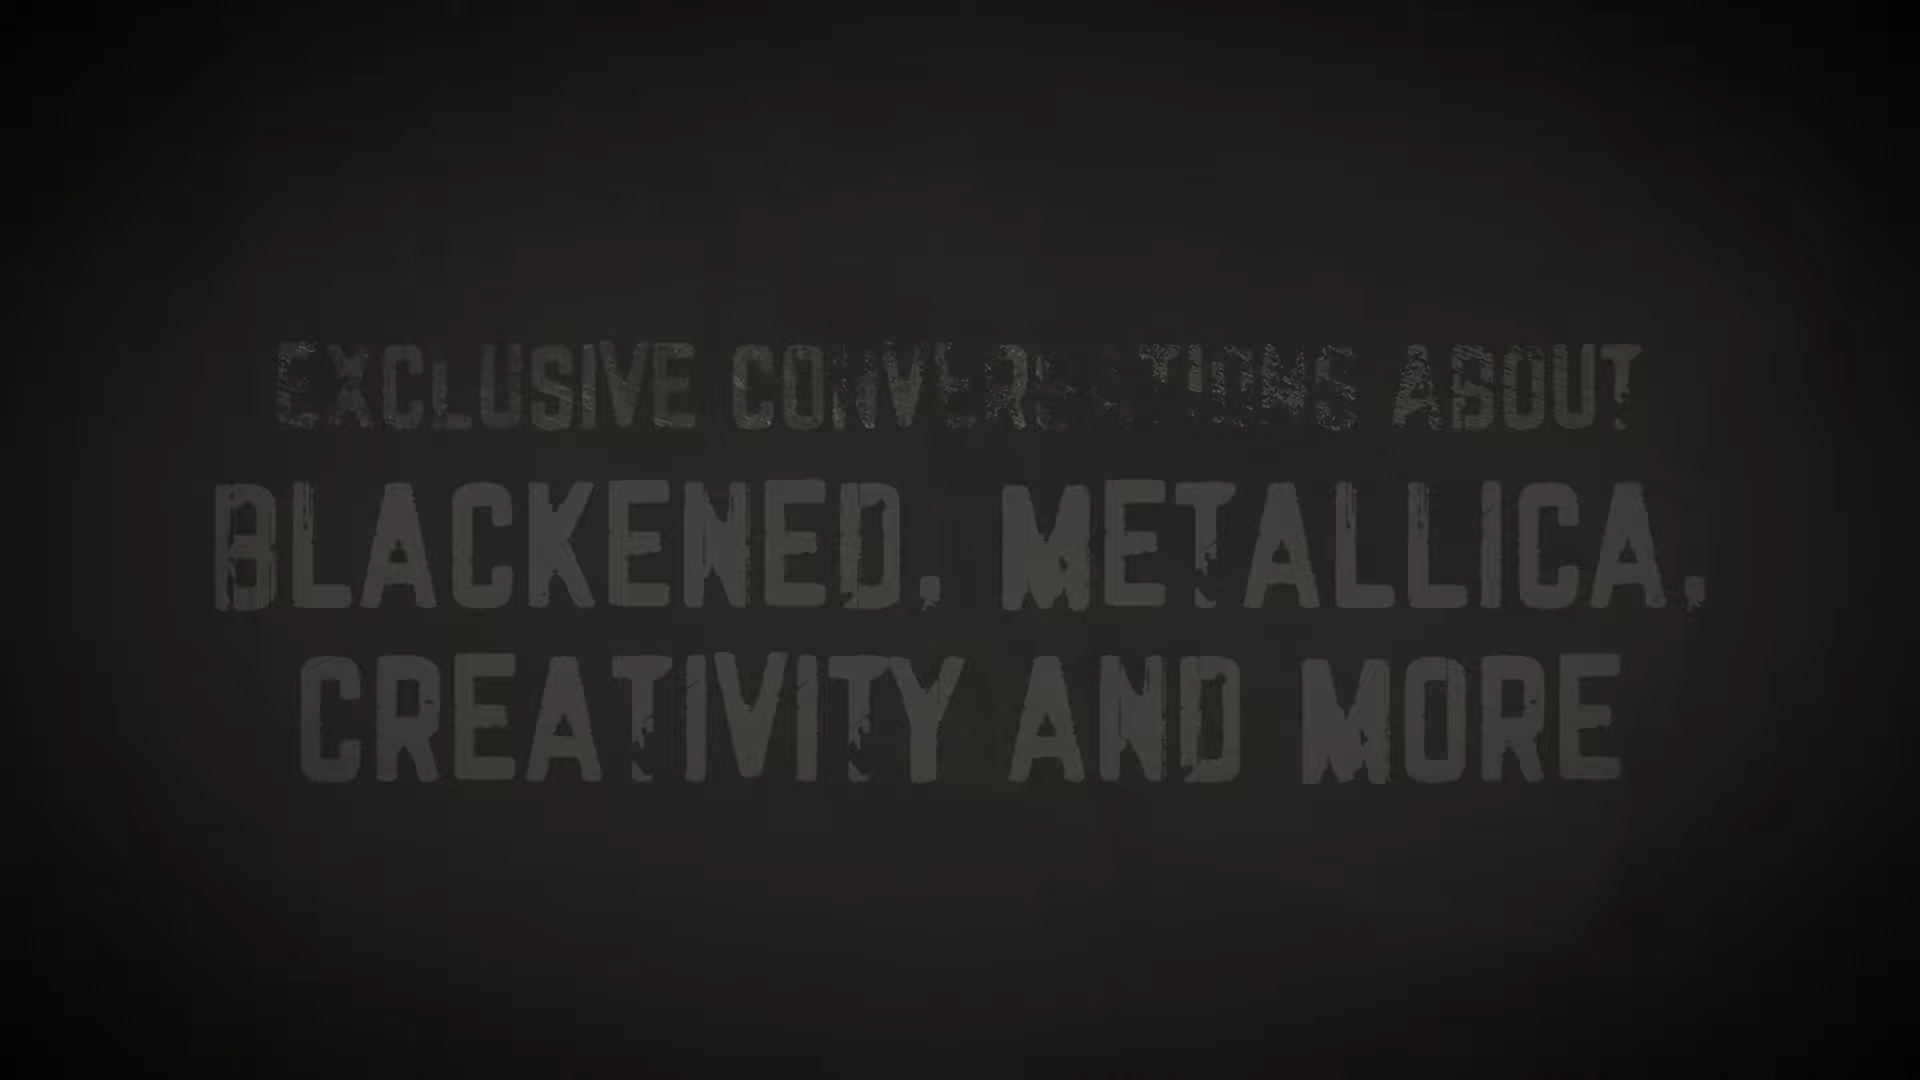 EXCLUSIVE CONVERSATIONS ABOUT
BLACKENED, METALLICA,
CREATIVITY AND MORE